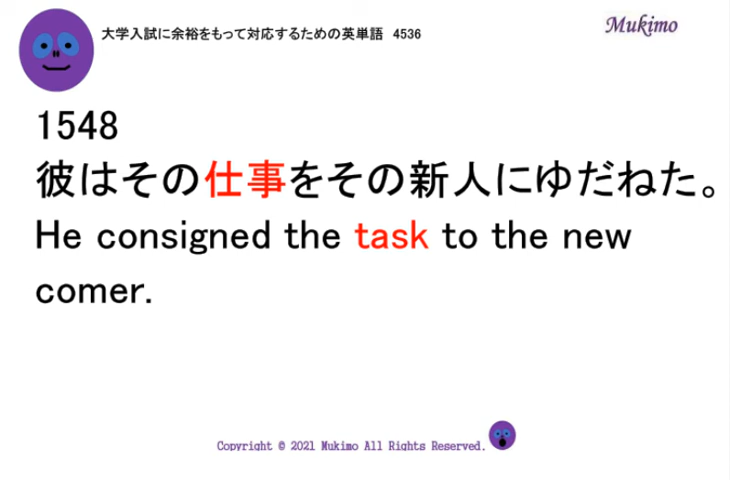 大学入試に余裕をもって対応するための英単語 4536
Mukimo
1548
彼はその仕事をその新人にゆだねた。
He consigned the task to the new
comer.
Copyright © 2021 Mukimo All Rights Reserved.